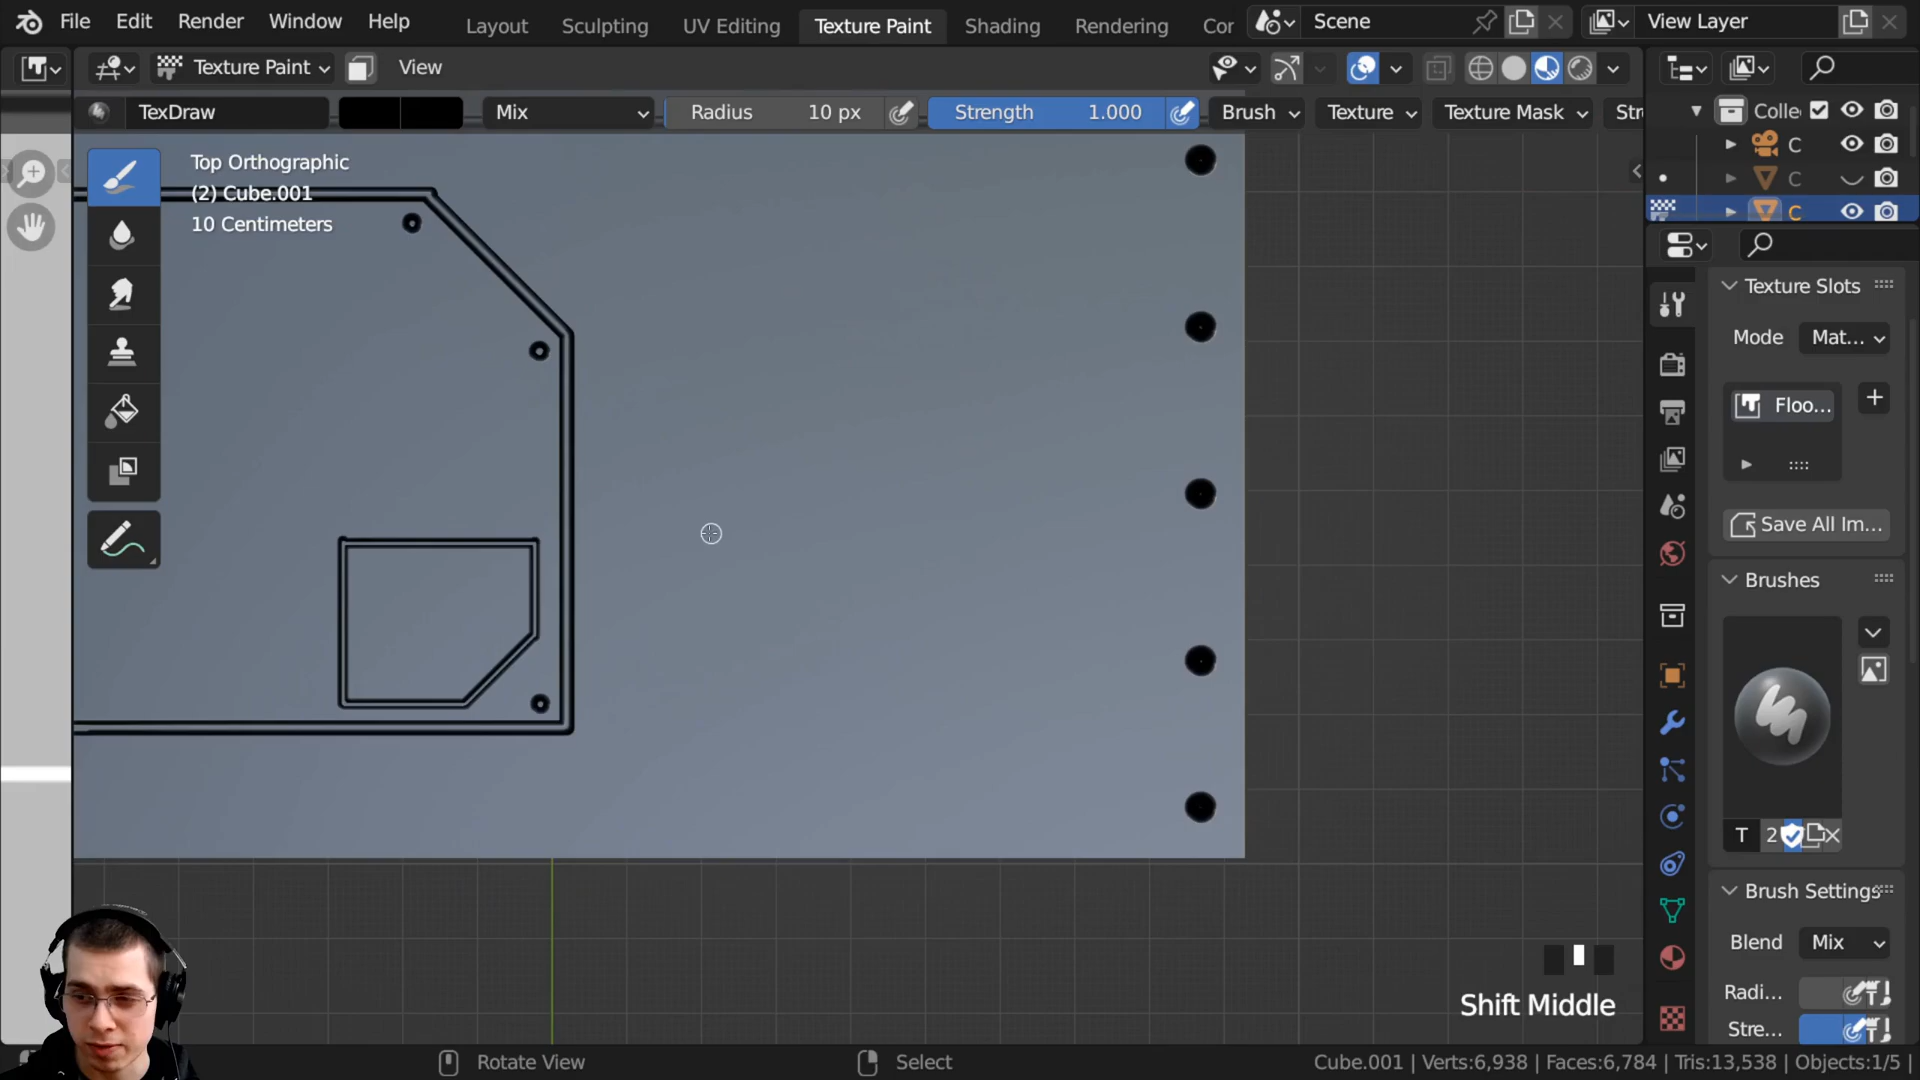 File Edit Render Window Help Layout Sculpting UV Editing Texture Paint Shading Rendering Cor Scene View Layer
Texture Paint View
TexDraw Mix Radius 10 px Strength 1.000 Brush Texture Texture Mask Str
Colle
C
C
C
Top Orthographic
(2) Cube.001
10 Centimeters
Texture Slots
Mode Mat...
Floo...
Save All Im...
Brushes
T 2
Brush Settings
Blend Mix
Radi...
Stre...
Shift Middle
Rotate View Select Cube.001 | Verts:6,938 | Faces:6,784 | Tris:13,538 | Objects:1/5 |